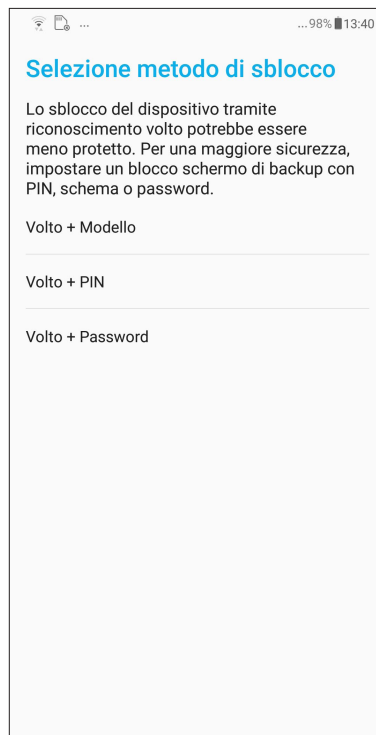 ... ...98% 13:40
Selezione metodo di sblocco
Lo sblocco del dispositivo tramite
riconoscimento volto potrebbe essere
meno protetto. Per una maggiore sicurezza,
impostare un blocco schermo di backup con
PIN, schema o password.
Volto + Modello
Volto + PIN
Volto + Password